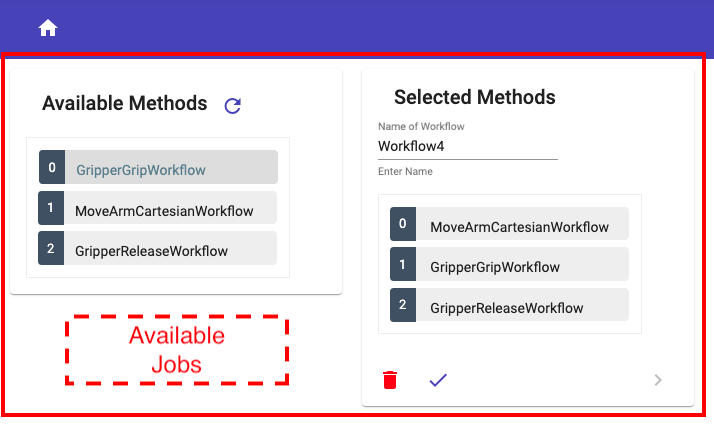 Available Methods
0 GripperGripWorkflow
1 MoveArmCartesianWorkflow
2 GripperReleaseWorkflow
Available
Jobs
Selected Methods
Name of Workflow
Workflow4
Enter Name
0 MoveArmCartesianWorkflow
1 GripperGripWorkflow
2 GripperReleaseWorkflow